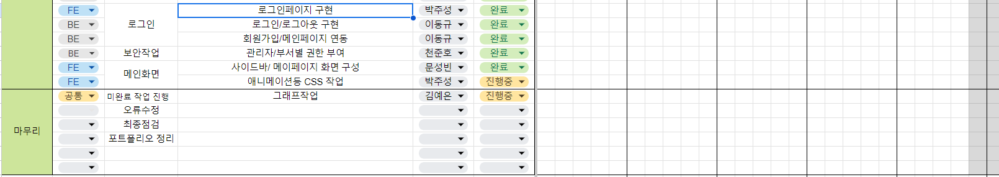 FE 로그인페이지 구현 박주성 완료
BE 로그인 로그인/로그아웃 구현 이동규 완료
BE 회원가입/메인페이지 연동 이동규 완료
BE 보안작업 관리자/부서별 권한 부여 천준호 완료
FE 메인화면 사이드바/ 메이페이지 화면 구성 문성빈 완료
FE 애니메이션등 CSS 작업 박주성 진행중
마무리
공통 미완료 작업 진행 그래프작업 김예은 진행중
오류수정
최종점검
포트폴리오 정리